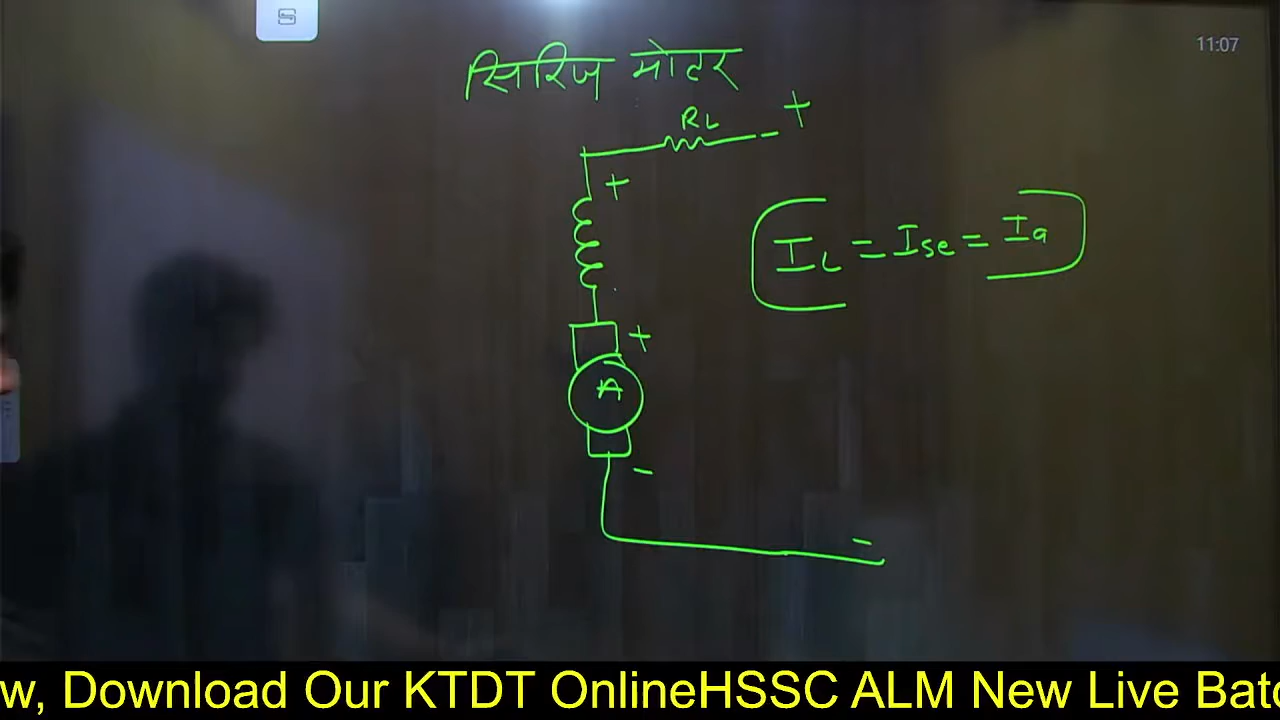 11:07
सिरिज मोटर
RL
+
+
IL = Ise = Ia
+
A
-
-
w, Download Our KTDT OnlineHSSC ALM New Live Batc